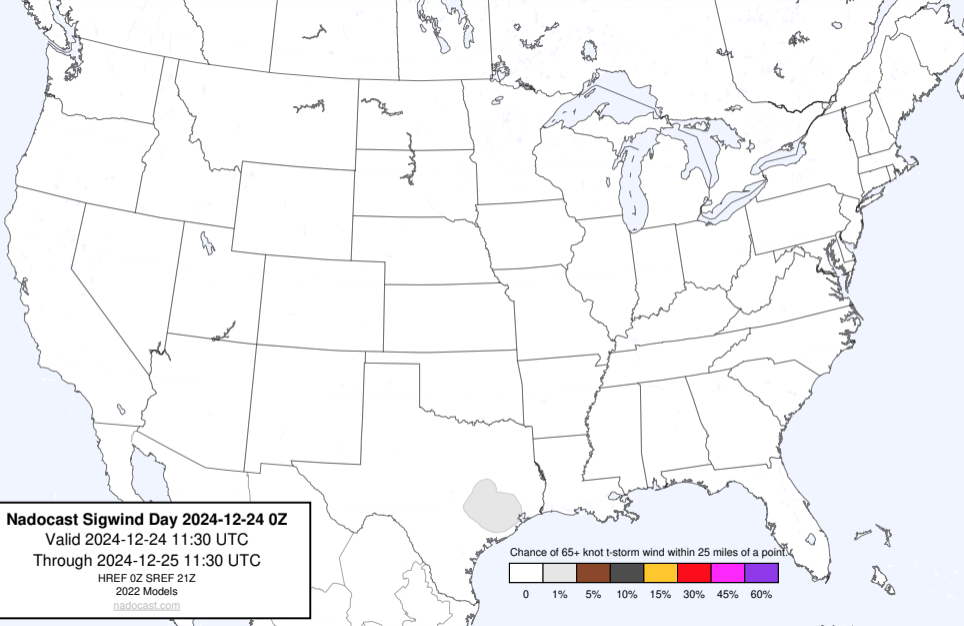 Nadocast Sigwind Day 2024-12-24 0Z
Valid 2024-12-24 11:30 UTC
Through 2024-12-25 11:30 UTC
HREF 0Z SREF 21Z
2022 Models
nadocast.com
Chance of 65+ knot t-storm wind within 25 miles of a point.
0 1% 5% 10% 15% 30% 45% 60%